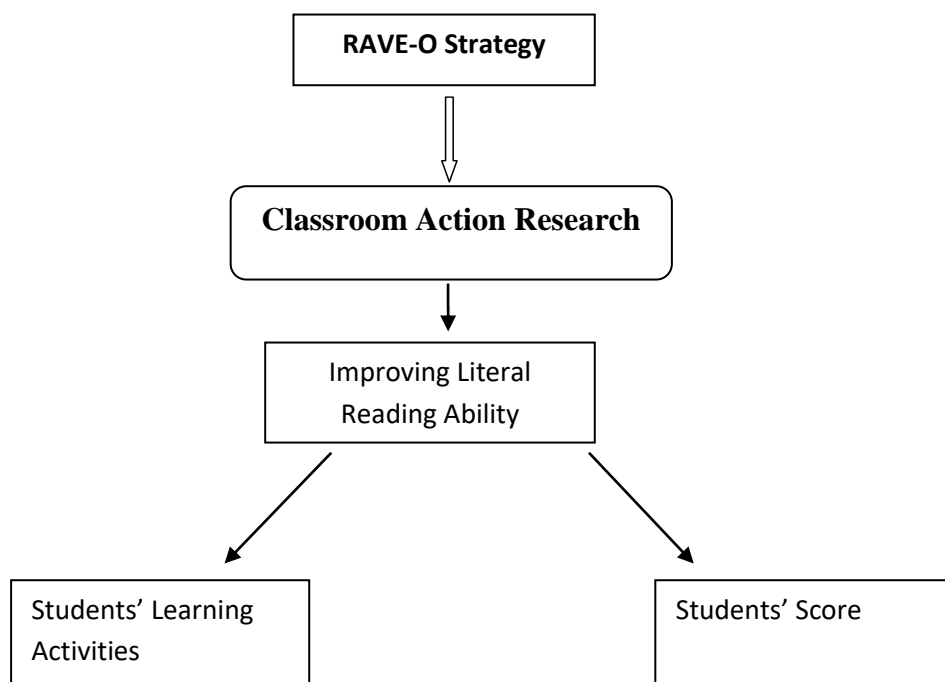 RAVE-O Strategy
Classroom Action Research
Improving Literal
Reading Ability
Students’ Learning
Activities
Students’ Score